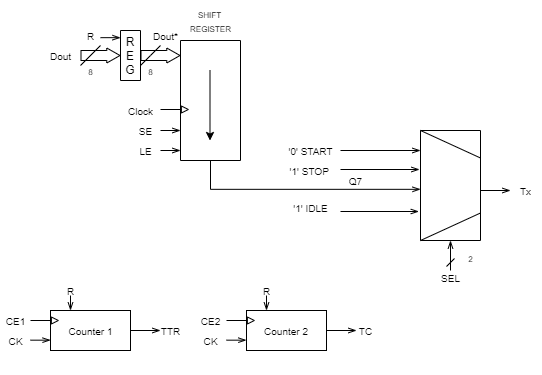 SHIFT
REGISTER
R
Dout
8
REG
Dout*
8
Clock
SE
LE
'0' START
'1' STOP
Q7
'1' IDLE
Tx
2
SEL
R
CE1
CK
Counter 1
TTR
R
CE2
CK
Counter 2
TC